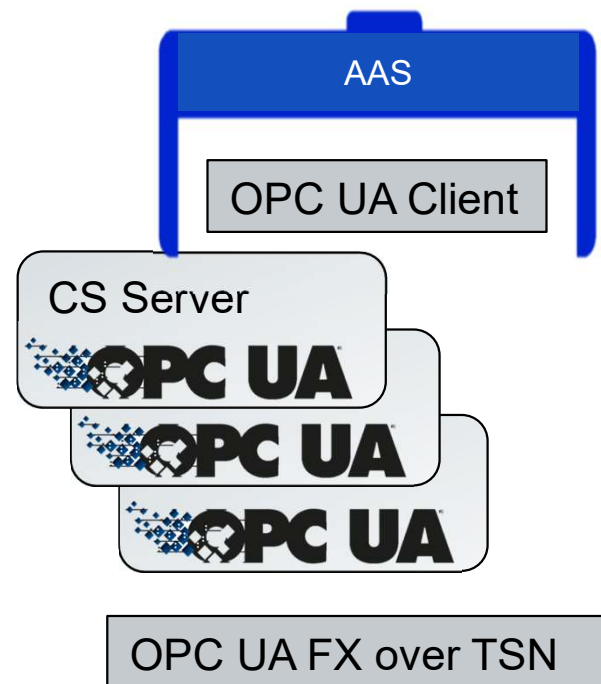 AAS
OPC UA Client
CS Server
OPC UA
OPC UA
OPC UA
OPC UA FX over TSN